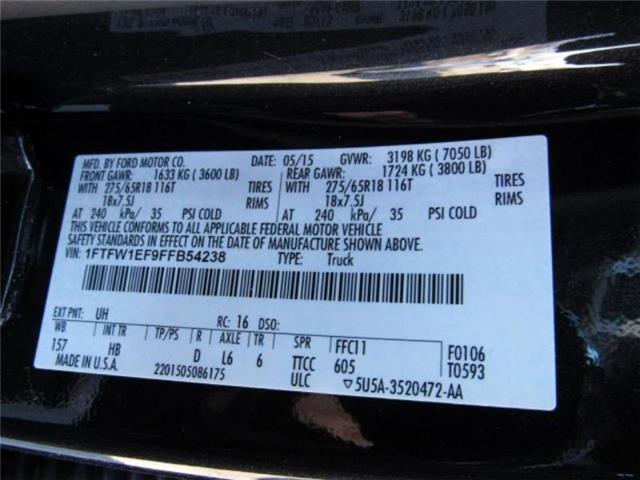 3198 KG ( 7050 LB)
MFD. BY FORD MOTOR CO.
DATE: 05/15 GVWR: 3198 KG ( 7050 LB)
FRONT GAWR: 1633 KG ( 3600 LB) REAR GAWR: 1724 KG ( 3800 LB)
WITH 275/65R18 116T TIRES WITH 275/65R18 116T TIRES
18x7.5J RIMS 18x7.5J RIMS
AT 240 kPa/ 35 PSI COLD AT 240 kPa/ 35 PSI COLD
THIS VEHICLE CONFORMS TO ALL APPLICABLE FEDERAL MOTOR VEHICLE
SAFETY STANDARDS IN EFFECT ON THE DATE OF MANUFACTURE SHOWN ABOVE.
VIN: 1FTFW1EF9FFB54238 TYPE: Truck
EXT PNT: UH RC: 16 DSO:
WB INT TR TP/PS R AXLE TR SPR FFC11 F0106
157 HB D L6 6 TTCC 605 T0593
MADE IN U.S.A. 2201505086175 ULC ▽5U5A-3520472-AA